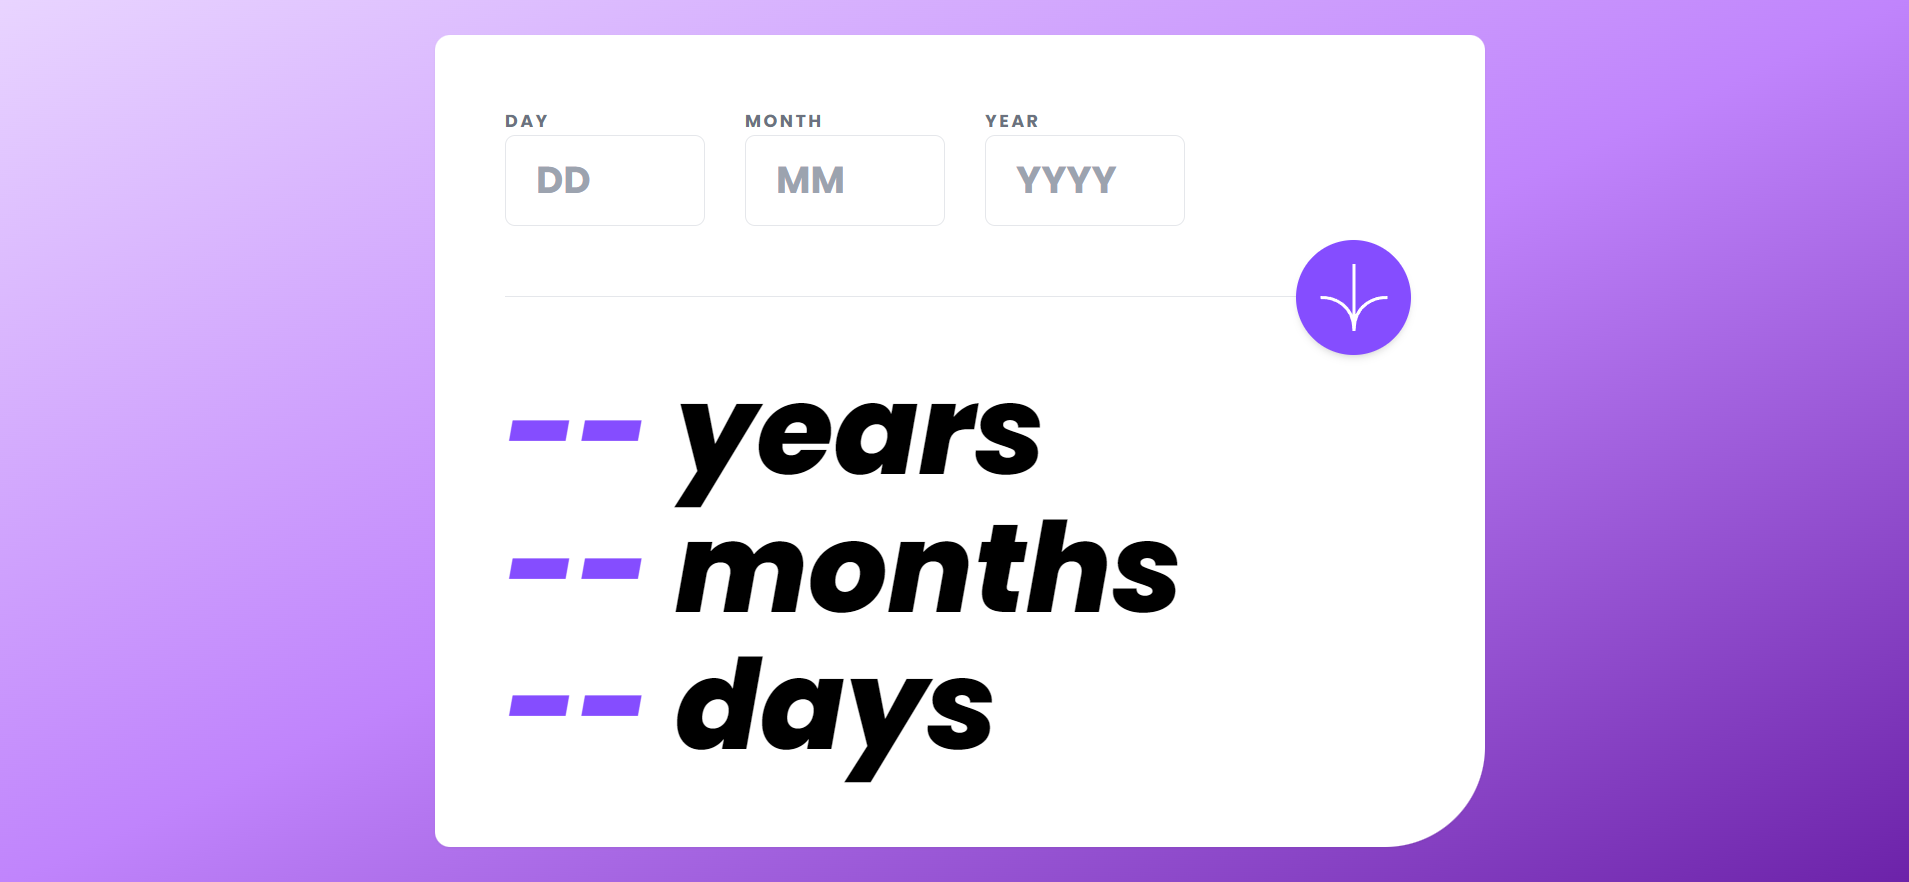 DAY MONTH YEAR
DD MM YYYY
-- years
-- months
-- days